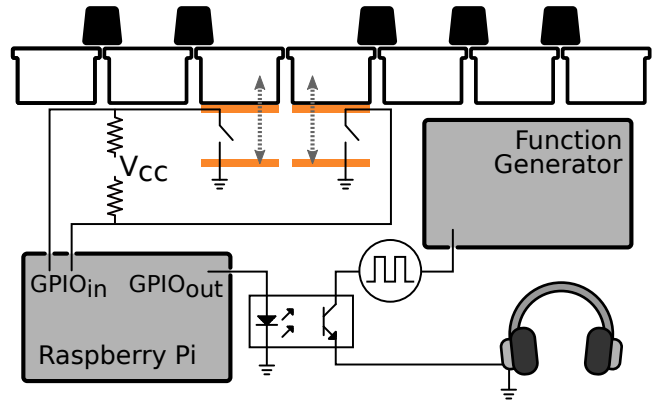 Function
Generator
Vcc
GPIOin
GPIOout
Raspberry Pi